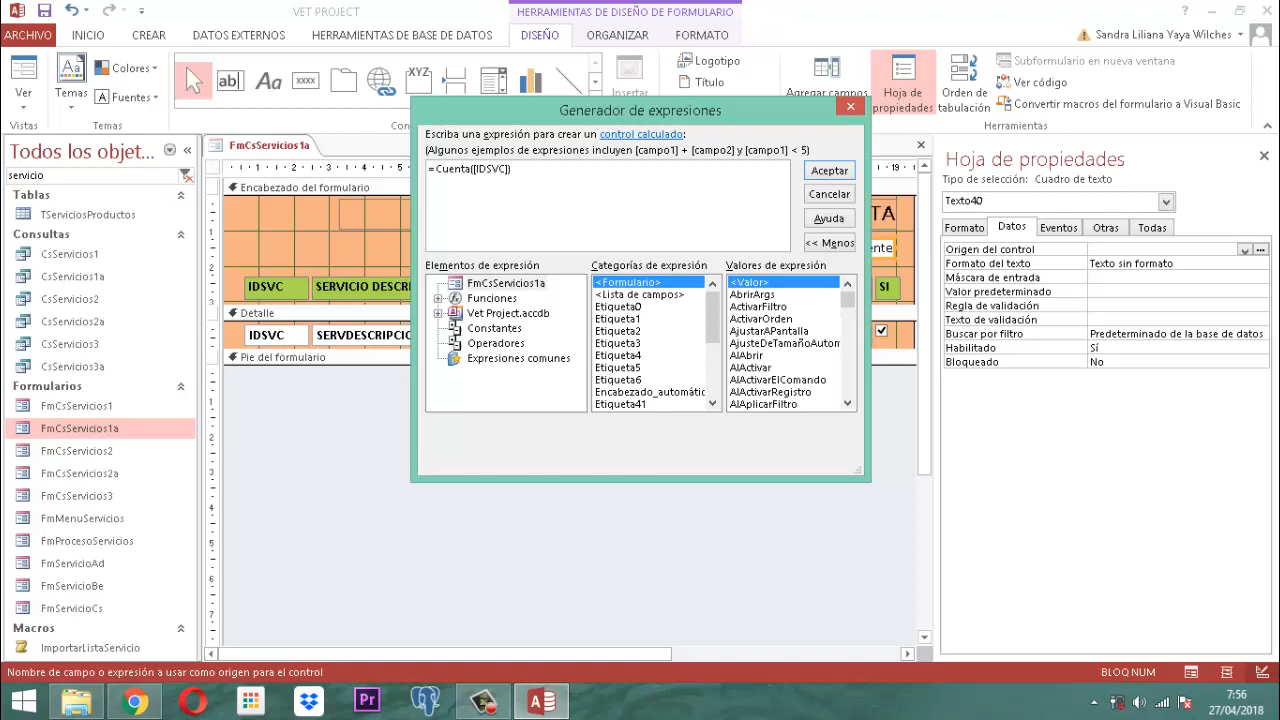 VET PROJECT
HERRAMIENTAS DE DISEÑO DE FORMULARIO
?
ARCHIVO INICIO CREAR DATOS EXTERNOS HERRAMIENTAS DE BASE DE DATOS DISEÑO ORGANIZAR FORMATO
Sandra Liliana Yaya Wilches
Ver
Vistas
Aa
Temas
Colores
A Fuentes
Temas
ab|
Aa
xxxx
XYZ
Insertar
Logotipo
Título
Agregar campos
Hoja de
propiedades
Orden de
tabulación
Subformulario en nueva ventana
Ver código
Convertir macros del formulario a Visual Basic
Herramientas
Todos los objet...
servicio
Tablas
TServiciosProductos
Consultas
CsServicios1
CsServicios1a
CsServicios2
CsServicios2a
CsServicios3
CsServicios3a
Formularios
FmCsServicios1
FmCsServicios1a
FmCsServicios2
FmCsServicios2a
FmCsServicios3
FmMenuServicios
FmProcesoServicios
FmServicioAd
FmServicioBe
FmServicioCs
Macros
ImportarListaServicio
FmCsServicios1a
Encabezado del formulario
TA
ente
IDSVC
SERVICIO DESCRI
SI
Detalle
IDSVC
SERVDESCRIPCIO
Pie del formulario
Generador de expresiones
Escriba una expresión para crear un control calculado:
(Algunos ejemplos de expresiones incluyen [campo1] + [campo2] y [campo1] < 5)
=Cuenta([IDSVC])
Aceptar
Cancelar
Ayuda
<< Menos
Elementos de expresión
FmCsServicios1a
Funciones
Vet Project.accdb
Constantes
Operadores
Expresiones comunes
Categorías de expresión
<Formulario>
<Lista de campos>
Etiqueta0
Etiqueta1
Etiqueta2
Etiqueta3
Etiqueta4
Etiqueta5
Etiqueta6
Encabezado_automátic
Etiqueta41
Valores de expresión
<Valor>
AbrirArgs
ActivarFiltro
ActivarOrden
AjustarAPantalla
AjusteDeTamañoAutom
AlAbrir
AlActivar
AlActivarElComando
AlActivarRegistro
AlAplicarFiltro
Hoja de propiedades
Tipo de selección: Cuadro de texto
Texto40
Formato Datos Eventos Otras Todas
Origen del control
Formato del texto Texto sin formato
Máscara de entrada
Valor predeterminado
Regla de validación
Texto de validación
Buscar por filtro Predeterminado de la base de datos
Habilitado Sí
Bloqueado No
Nombre de campo o expresión a usar como origen para el control
BLOQ NUM
Pr
7:56
27/04/2018